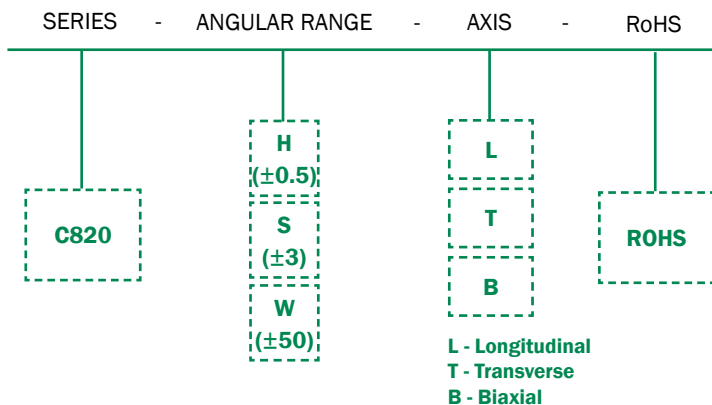 SERIES - ANGULAR RANGE - AXIS - RoHS
C820
H
(±0.5)
S
(±3)
W
(±50)
L
T
B
L - Longitudinal
T - Transverse
B - Biaxial
ROHS